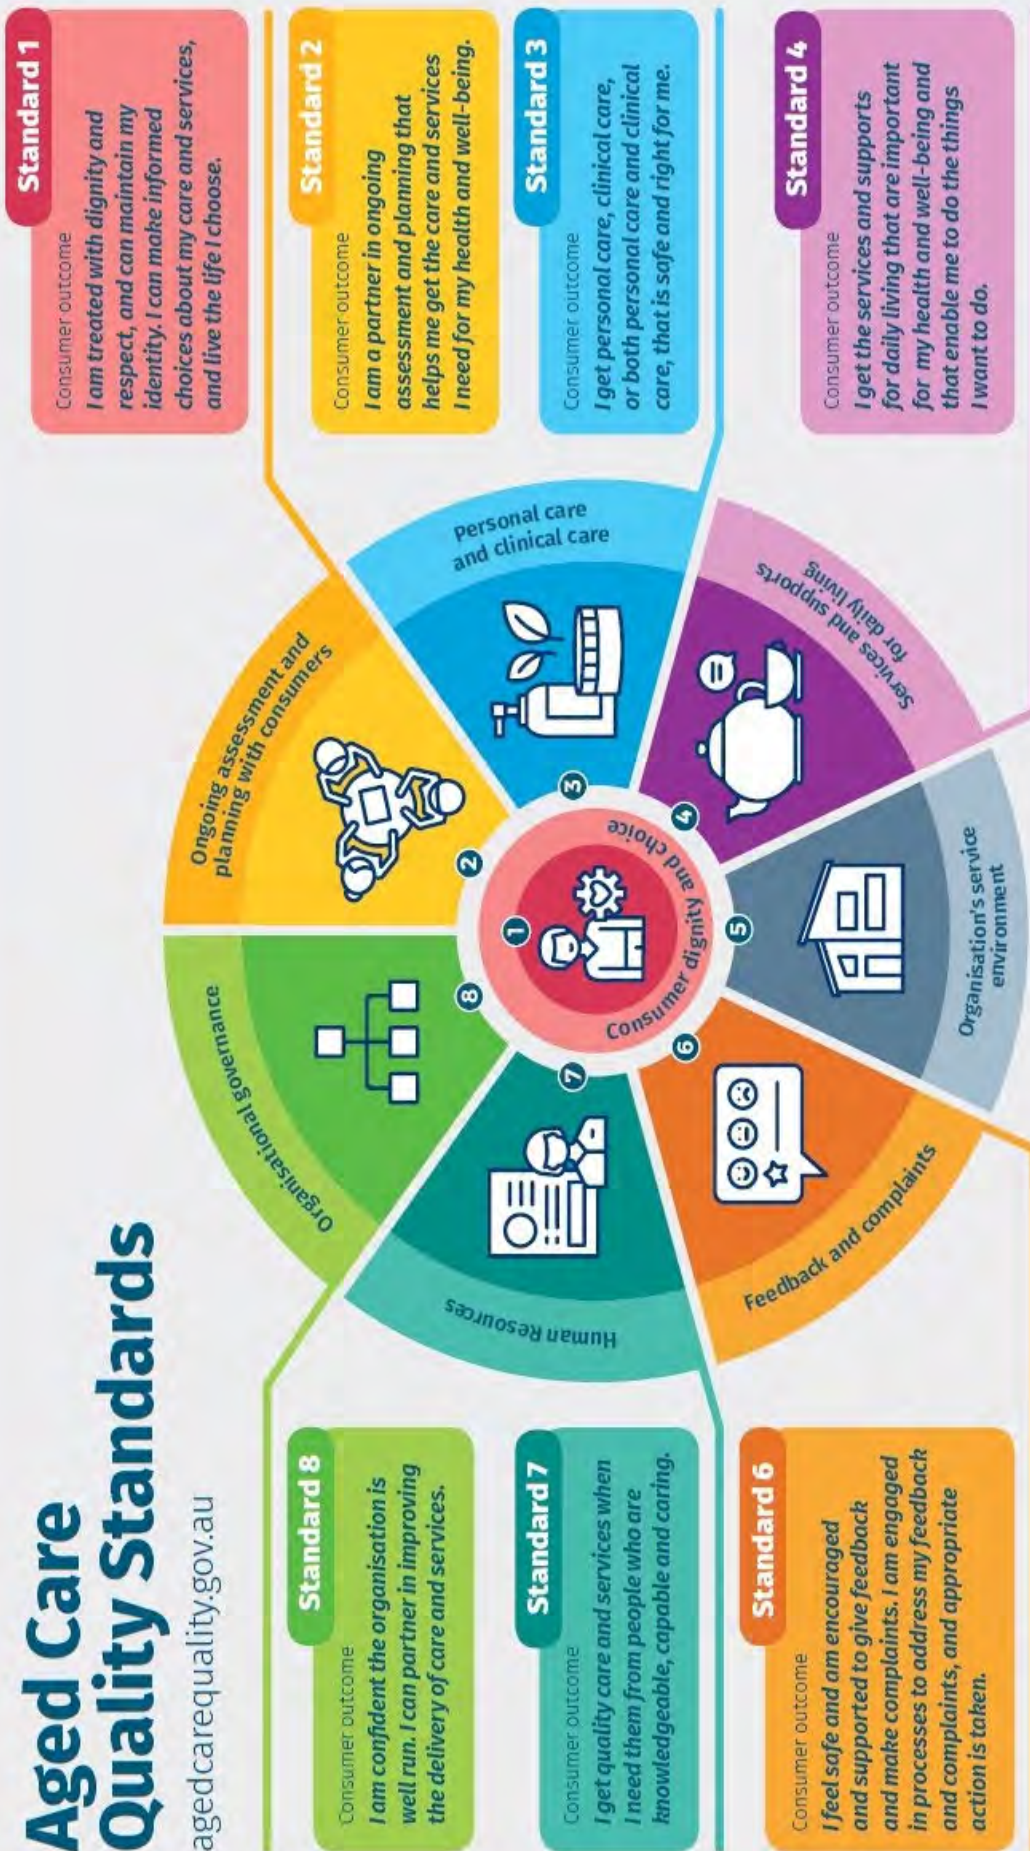 Aged Care
Quality Standards
agedcarequality.gov.au
Standard 1
Consumer outcome
I am treated with dignity and
respect, and can maintain my
identity. I can make informed
choices about my care and services,
and live the life I choose.
Standard 2
Consumer outcome
I am a partner in ongoing
assessment and planning that
helps me get the care and services
I need for my health and well-being.
Standard 3
Consumer outcome
I get personal care, clinical care,
or both personal care and clinical
care, that is safe and right for me.
Standard 4
Consumer outcome
I get the services and supports
for daily living that are important
for my health and well-being and
that enable me to do the things
I want to do.
Standard 8
Consumer outcome
I am confident the organisation is
well run. I can partner in improving
the delivery of care and services.
Standard 7
Consumer outcome
I get quality care and services when
I need them from people who are
knowledgeable, capable and caring.
Standard 6
Consumer outcome
I feel safe and am encouraged
and supported to give feedback
and make complaints. I am engaged
in processes to address my feedback
and complaints, and appropriate
action is taken.
1
Consumer dignity and choice
2
Ongoing assessment and
planning with consumers
3
Personal care
and clinical care
4
Services and supports
for daily living
5
Organisation's service
environment
6
Feedback and complaints
7
Human Resources
8
Organisational governance